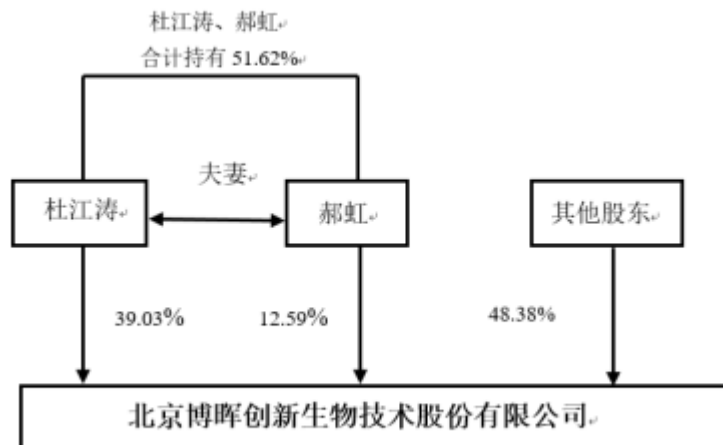 杜江涛、郝虹
合计持有 51.62%
夫妻
杜江涛
郝虹
其他股东
39.03%
12.59%
48.38%
北京博晖创新生物技术股份有限公司